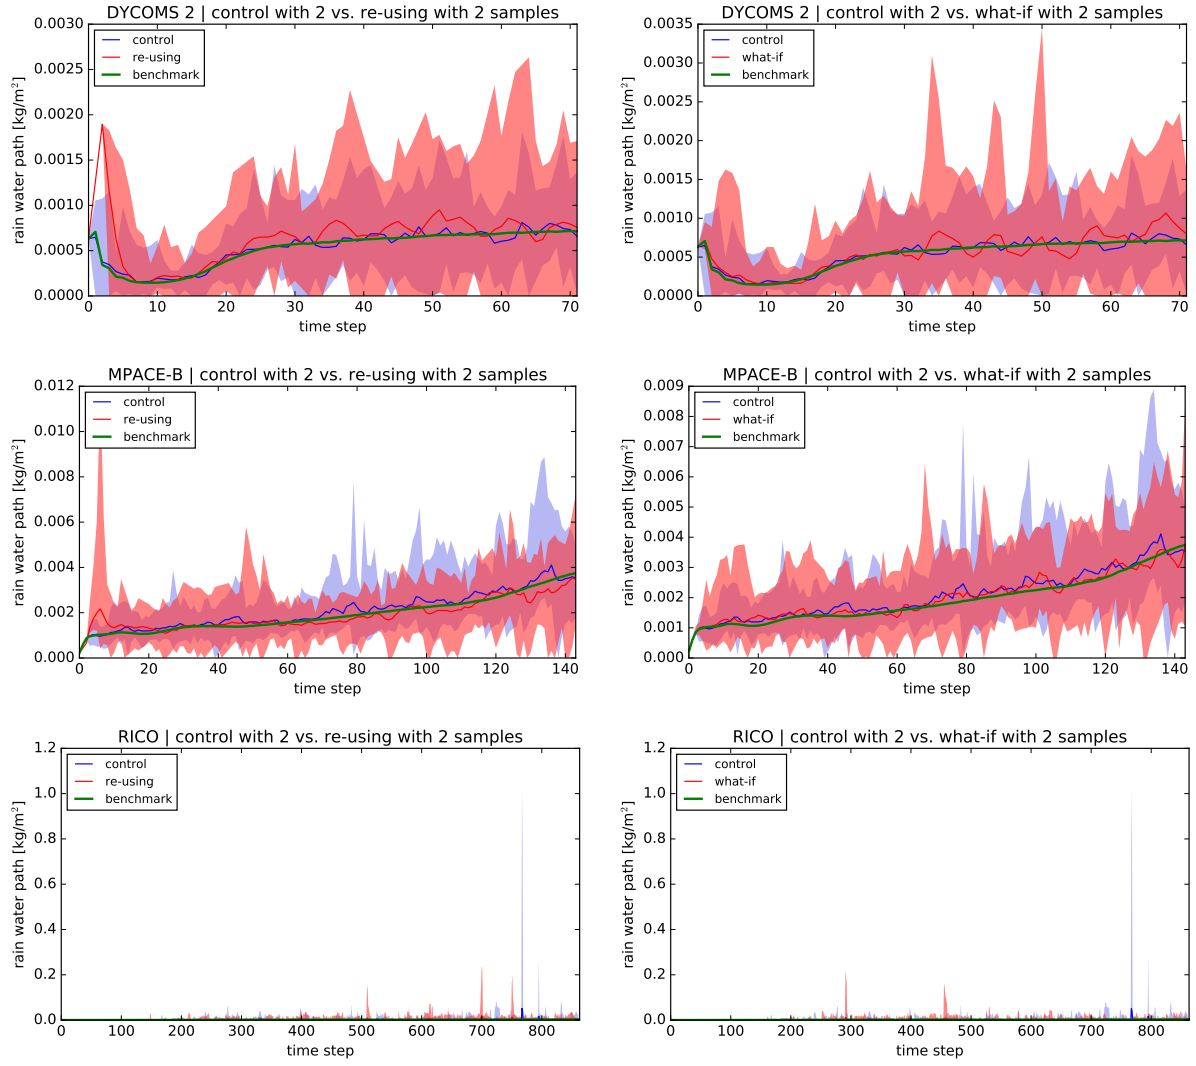 DYCOMS 2 | control with 2 vs. re-using with 2 samples
rain water path [kg/m²]
0.0030
0.0025
0.0020
0.0015
0.0010
0.0005
0.0000
control
re-using
benchmark
0 10 20 30 40 50 60 70
time step
DYCOMS 2 | control with 2 vs. what-if with 2 samples
rain water path [kg/m²]
0.0035
0.0030
0.0025
0.0020
0.0015
0.0010
0.0005
0.0000
control
what-if
benchmark
0 10 20 30 40 50 60 70
time step
MPACE-B | control with 2 vs. re-using with 2 samples
rain water path [kg/m²]
0.012
0.010
0.008
0.006
0.004
0.002
0.000
control
re-using
benchmark
0 20 40 60 80 100 120 140
time step
MPACE-B | control with 2 vs. what-if with 2 samples
rain water path [kg/m²]
0.009
0.008
0.007
0.006
0.005
0.004
0.003
0.002
0.001
0.000
control
what-if
benchmark
0 20 40 60 80 100 120 140
time step
RICO | control with 2 vs. re-using with 2 samples
rain water path [kg/m²]
1.2
1.0
0.8
0.6
0.4
0.2
0.0
control
re-using
benchmark
0 100 200 300 400 500 600 700 800
time step
RICO | control with 2 vs. what-if with 2 samples
rain water path [kg/m²]
1.2
1.0
0.8
0.6
0.4
0.2
0.0
control
what-if
benchmark
0 100 200 300 400 500 600 700 800
time step